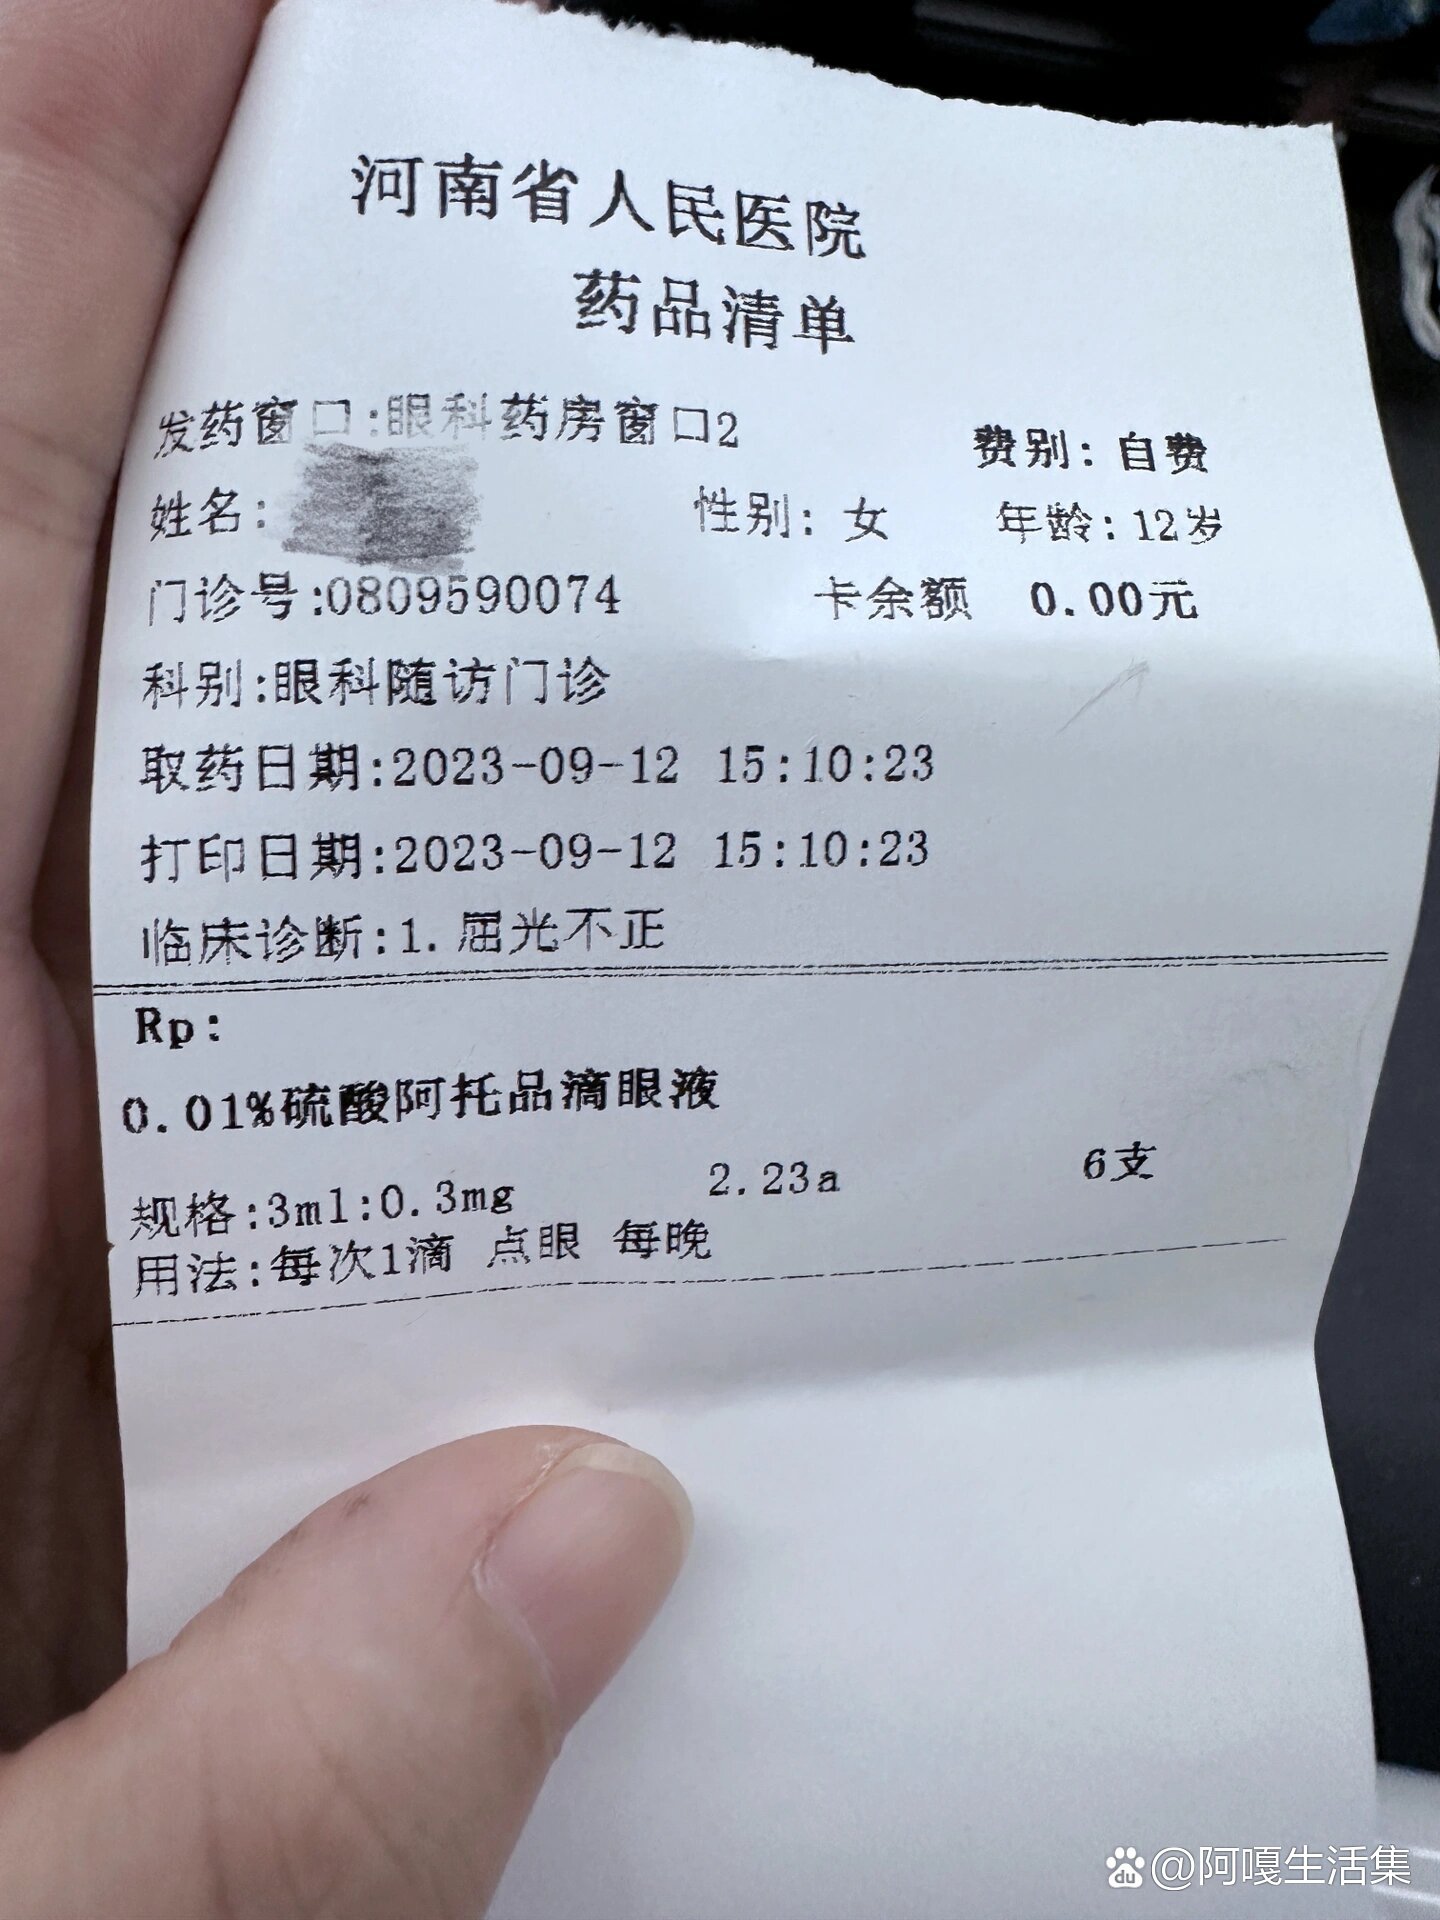 河南省人民医院
药品清单
发药窗口:眼科药房窗口2 费别:自费
姓名: 性别:女 年龄:12岁
门诊号:0809590074 卡余额 0.00元
科别:眼科随访门诊
取药日期:2023-09-12 15:10:23
打印日期:2023-09-12 15:10:23
临床诊断:1.屈光不正
Rp:
0.01%硫酸阿托品滴眼液
规格:3ml:0.3mg 2.23a 6支
用法:每次1滴 点眼 每晚
du @阿嘎生活集